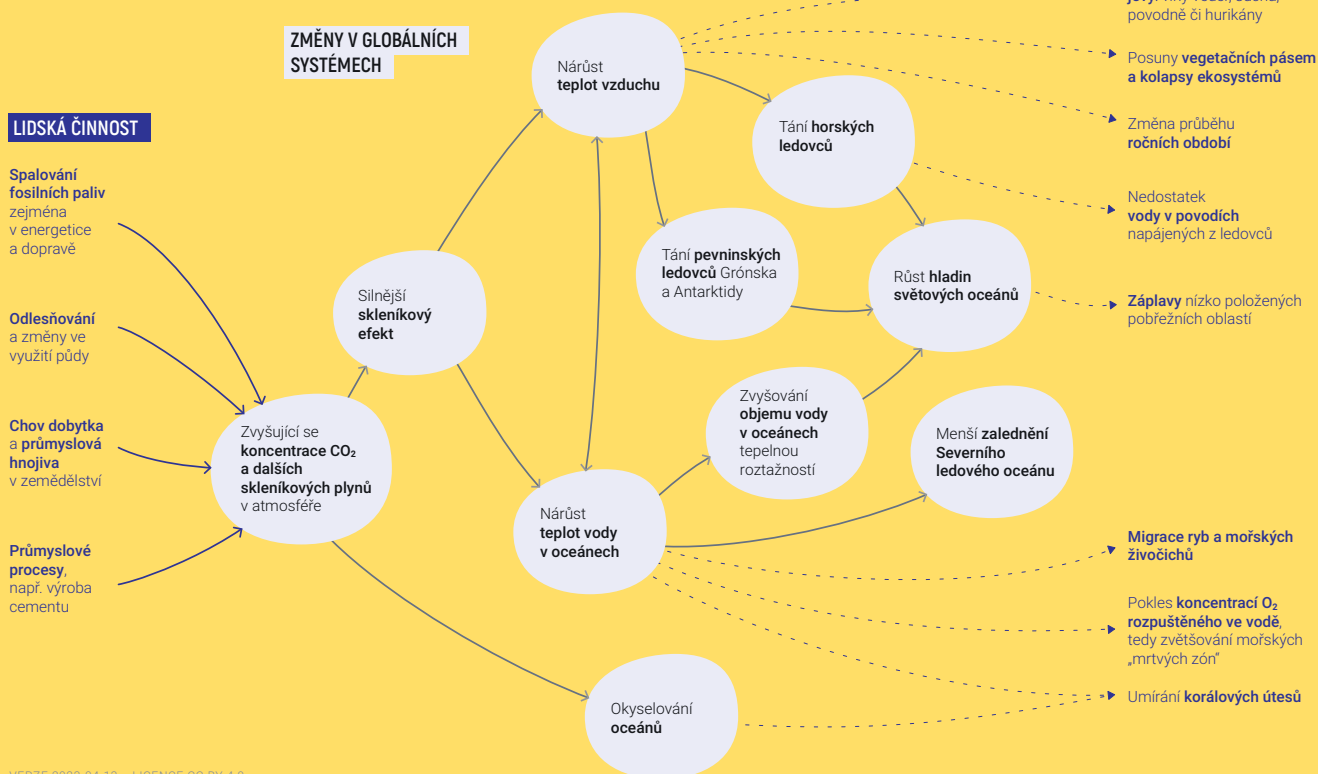 povodně či hurikány
ZMĚNY V GLOBÁLNÍCH
SYSTÉMECH
Nárůst
teplot vzduchu
Posuny vegetačních pásem
a kolapsy ekosystémů
LIDSKÁ ČINNOST
Tání horských
ledovců
Změna průběhu
ročních období
Spalování
fosilních paliv
zejména
v energetice
a dopravě
Nedostatek
vody v povodích
napájených z ledovců
Tání pevninských
ledovců Grónska
a Antarktidy
Růst hladin
světových oceánů
Silnější
skleníkový
efekt
Záplavy nízko položených
pobřežních oblastí
Odlesňování
a změny ve
využití půdy
Zvyšování
objemu vody
v oceánech
tepelnou
roztažností
Chov dobytka
a průmyslová
hnojiva
v zemědělství
Zvyšující se
koncentrace CO₂
a dalších
skleníkových plynů
v atmosféře
Menší zalednění
Severního
ledového oceánu
Nárůst
teplot vody
v oceánech
Průmyslové
procesy,
např. výroba
cementu
Migrace ryb a mořských
živočichů
Pokles koncentrací O₂
rozpuštěného ve vodě,
tedy zvětšování mořských
„mrtvých zón“
Umírání korálových útesů
Okyselování
oceánů